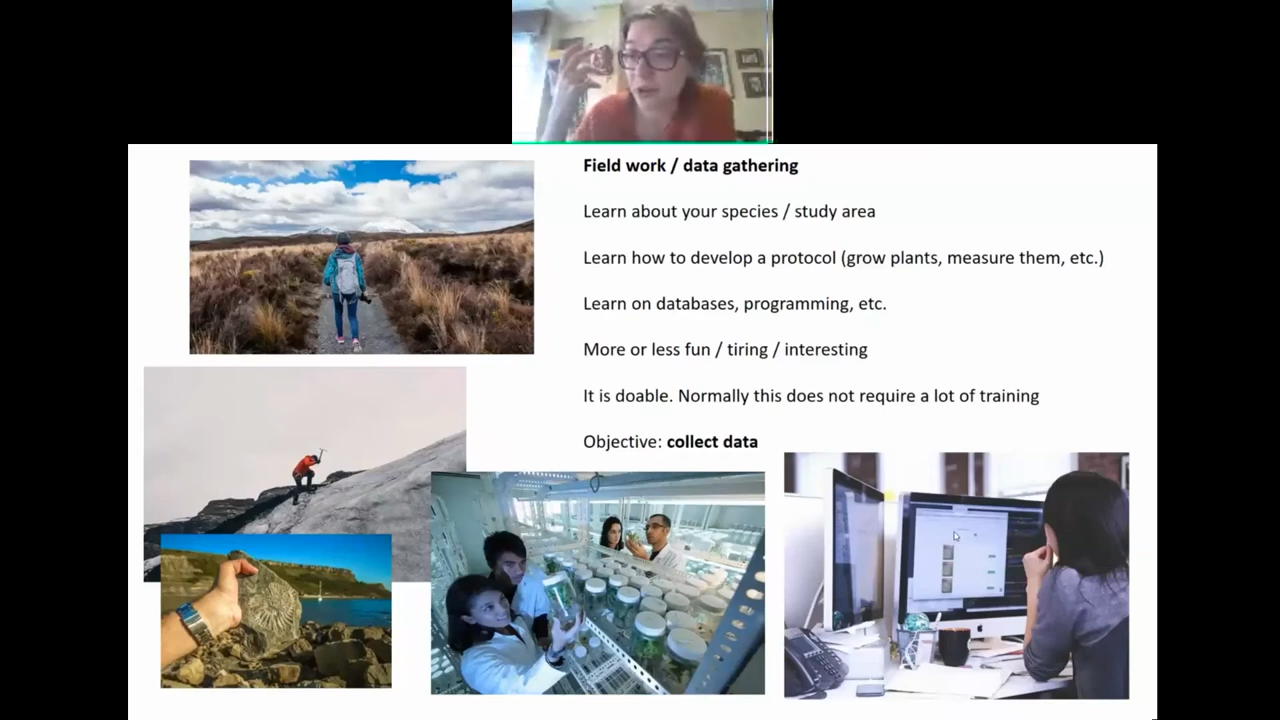 Field work / data gathering
Learn about your species / study area
Learn how to develop a protocol (grow plants, measure them, etc.)
Learn on databases, programming, etc.
More or less fun / tiring / interesting
It is doable. Normally this does not require a lot of training
Objective: collect data